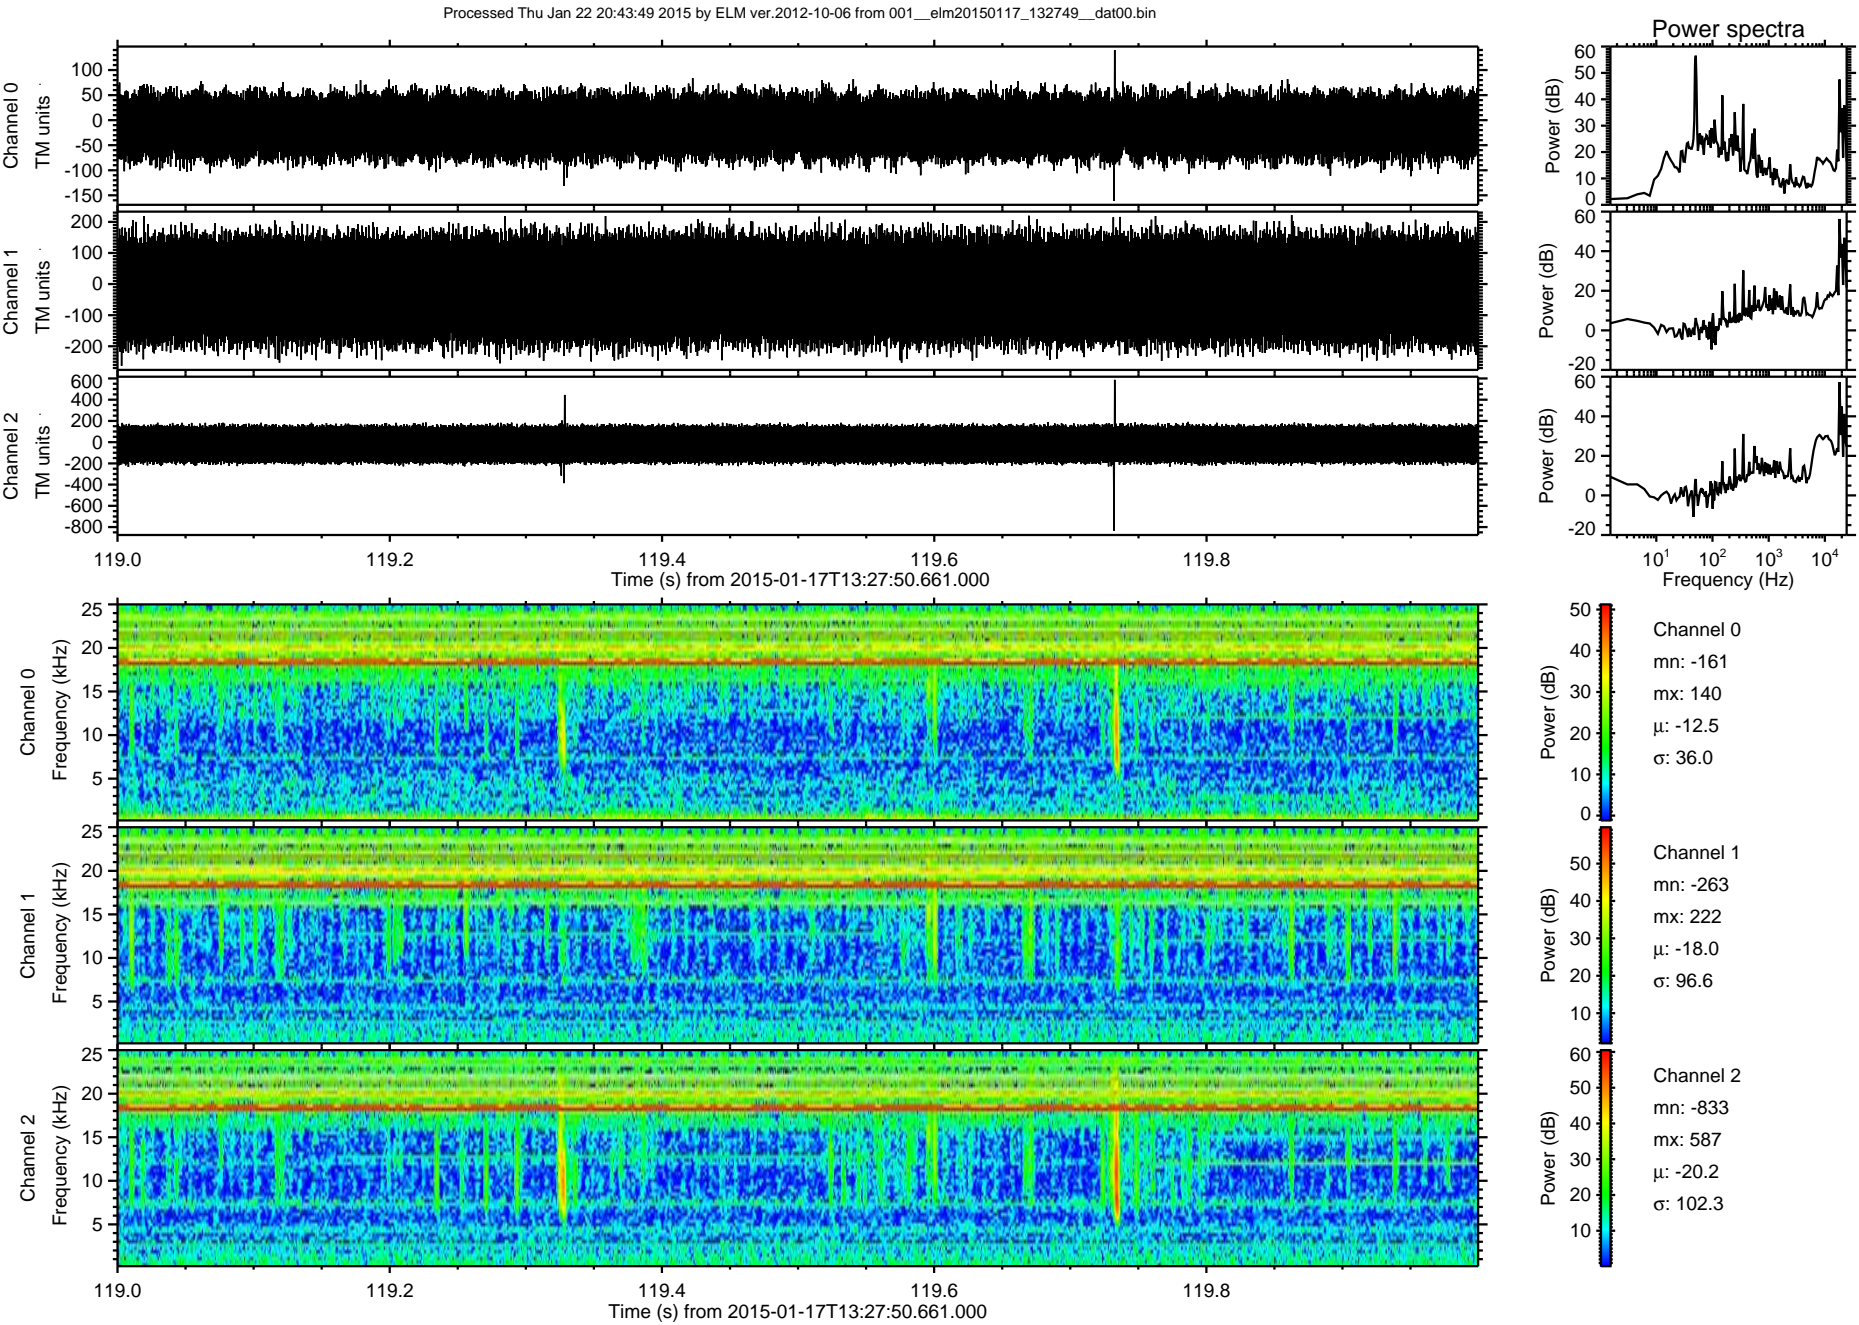 Processed Thu Jan 22 20:43:49 2015 by ELM ver.2012-10-06 from 001__elm20150117_132749__dat00.bin
Power spectra
Channel 0
TM units
100
50
0
-50
-100
-150
Power (dB)
60
50
40
30
20
10
0
Channel 1
TM units
200
100
0
-100
-200
Power (dB)
60
40
20
0
-20
Channel 2
TM units
600
400
200
0
-200
-400
-600
-800
Power (dB)
60
40
20
0
-20
119.0 119.2 119.4 119.6 119.8
Time (s) from 2015-01-17T13:27:50.661.000
10^1 10^2 10^3 10^4
Frequency (Hz)
Channel 0
Frequency (kHz)
25
20
15
10
5
Power (dB)
50
40
30
20
10
0
Channel 0
mn: -161
mx: 140
μ: -12.5
σ: 36.0
Channel 1
Frequency (kHz)
25
20
15
10
5
Power (dB)
50
40
30
20
10
Channel 1
mn: -263
mx: 222
μ: -18.0
σ: 96.6
Channel 2
Frequency (kHz)
25
20
15
10
5
Power (dB)
60
50
40
30
20
10
Channel 2
mn: -833
mx: 587
μ: -20.2
σ: 102.3
119.0 119.2 119.4 119.6 119.8
Time (s) from 2015-01-17T13:27:50.661.000